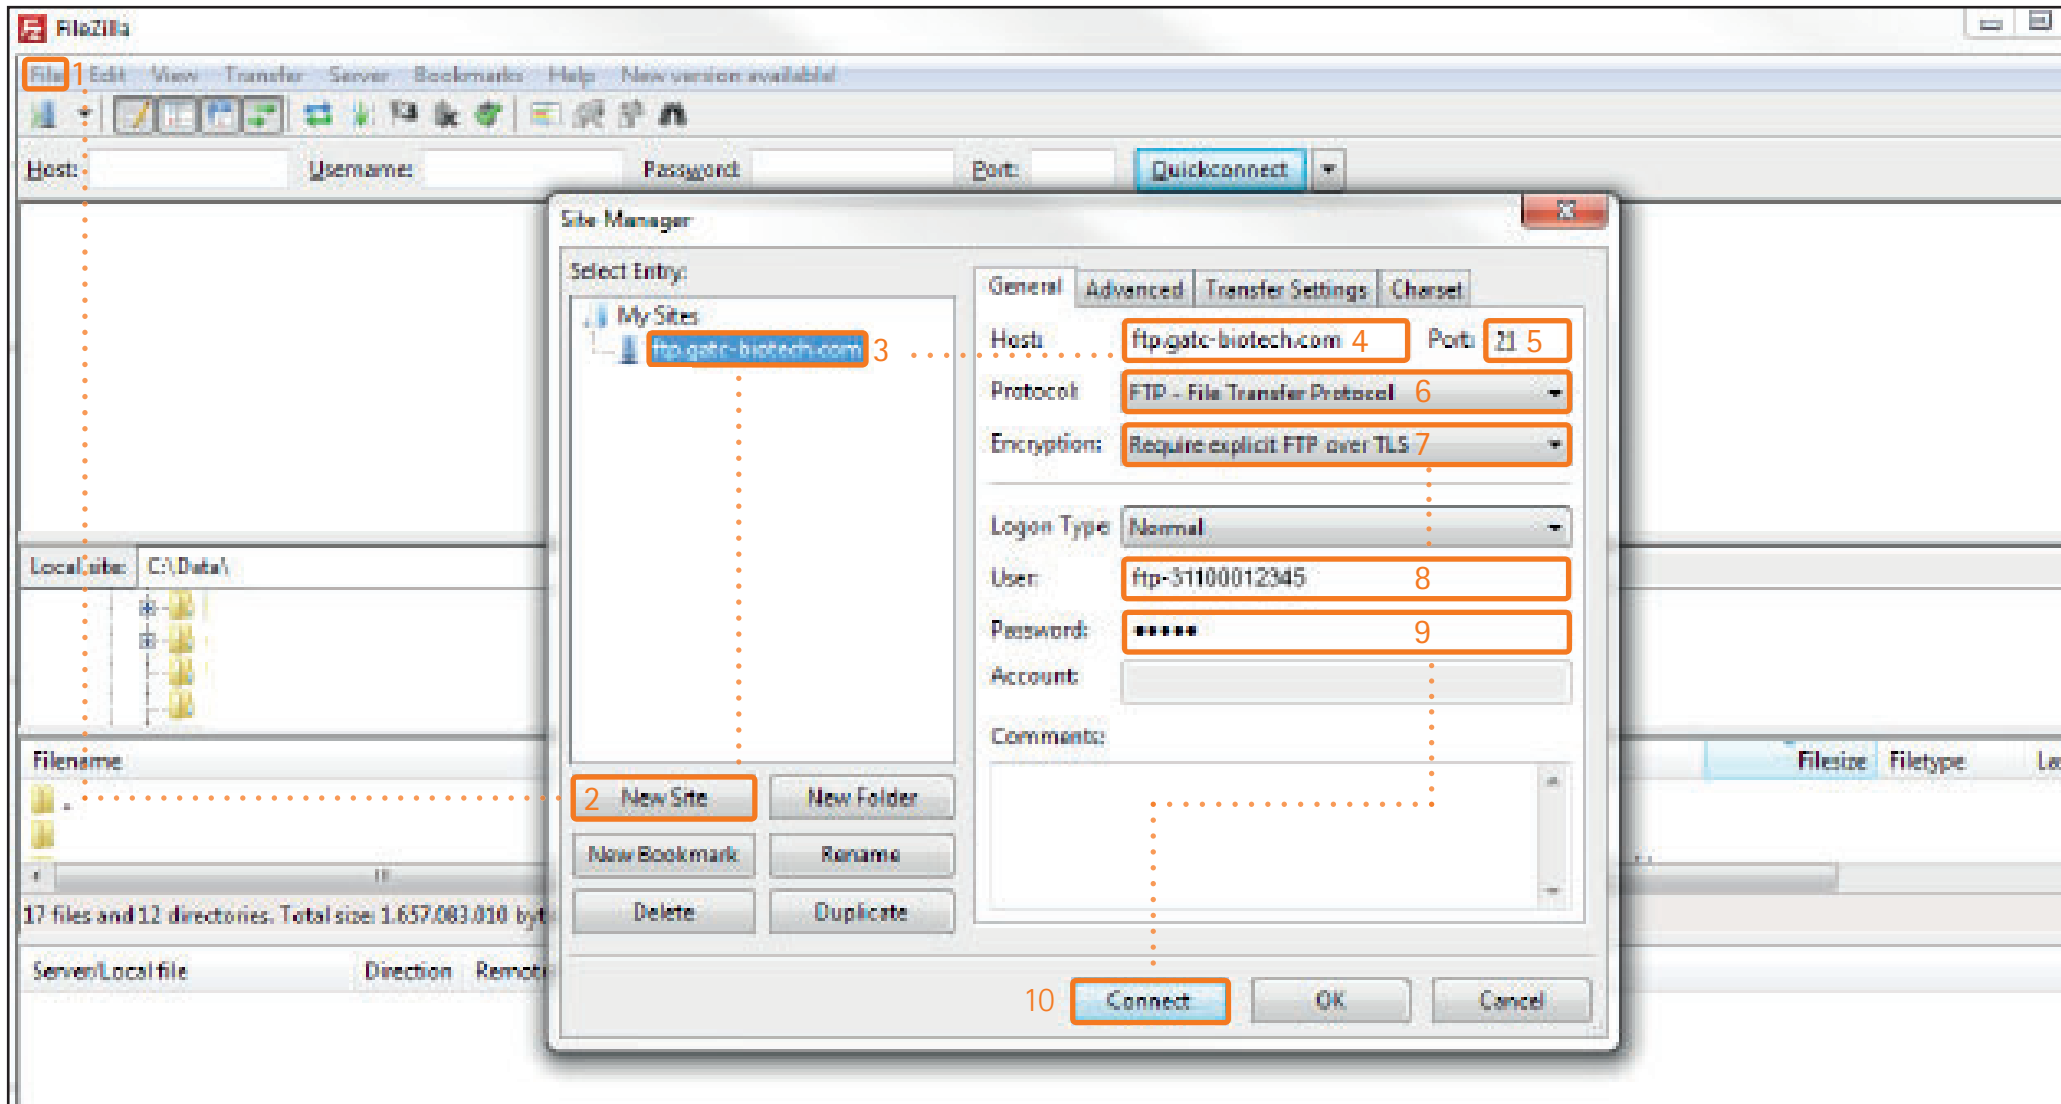 FileZilla
File 1 Edit View Transfer Server Bookmarks Help New version available!
Host: Username: Password: Port: Quickconnect
Site Manager
Select Entry:
My Sites
ftp.gatc-biotech.com 3
General Advanced Transfer Settings Charset
Host: ftp.gatc-biotech.com 4 Port: 21 5
Protocol: FTP - File Transfer Protocol 6
Encryption: Require explicit FTP over TLS 7
Logon Type: Normal
User: ftp-31100012345 8
Password: ●●●●● 9
Account:
Comments:
2 New Site New Folder
New Bookmark Rename
Delete Duplicate
10 Connect OK Cancel
Local site: C:\Data\
Filename
Filesize Filetype
17 files and 12 directories. Total size: 1.657.083.010
Server/Local file Direction